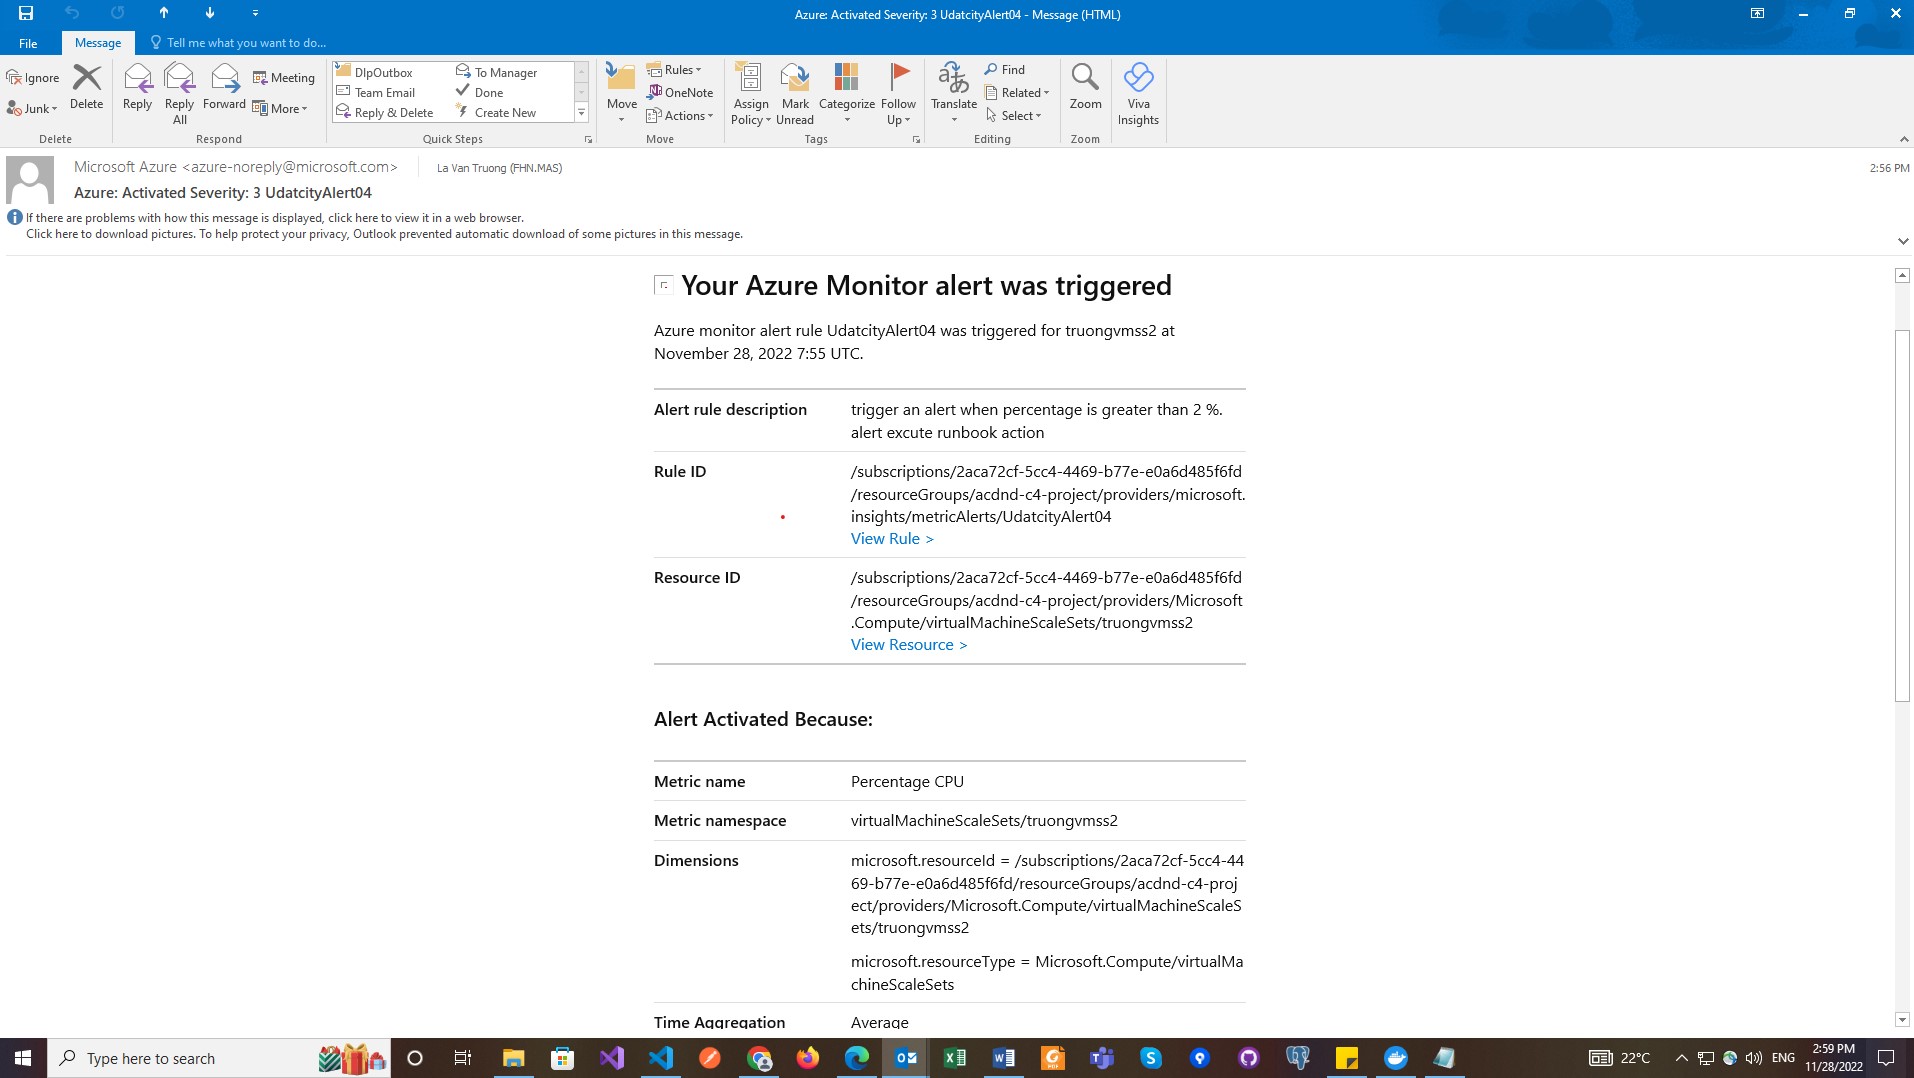 Azure: Activated Severity: 3 UdatcityAlert04 - Message (HTML)
File
Message
Tell me what you want to do...
Ignore
Junk
Delete
Delete
Reply
Reply
All
Forward
Meeting
More
Respond
DlpOutbox
Team Email
Reply & Delete
To Manager
Done
Create New
Quick Steps
Move
Rules
OneNote
Actions
Move
Assign
Policy
Mark
Unread
Categorize
Follow
Up
Tags
Translate
Find
Related
Select
Editing
Zoom
Zoom
Viva
Insights
Microsoft Azure <azure-noreply@microsoft.com>
La Van Truong (FHN.MAS)
2:56 PM
Azure: Activated Severity: 3 UdatcityAlert04
If there are problems with how this message is displayed, click here to view it in a web browser.
Click here to download pictures. To help protect your privacy, Outlook prevented automatic download of some pictures in this message.
Your Azure Monitor alert was triggered
Azure monitor alert rule UdatcityAlert04 was triggered for truongvmss2 at
November 28, 2022 7:55 UTC.
Alert rule description
trigger an alert when percentage is greater than 2 %.
alert excute runbook action
Rule ID
/subscriptions/2aca72cf-5cc4-4469-b77e-e0a6d485f6fd
/resourceGroups/acdnd-c4-project/providers/microsoft.
insights/metricAlerts/UdatcityAlert04
View Rule >
Resource ID
/subscriptions/2aca72cf-5cc4-4469-b77e-e0a6d485f6fd
/resourceGroups/acdnd-c4-project/providers/Microsoft
.Compute/virtualMachineScaleSets/truongvmss2
View Resource >
Alert Activated Because:
Metric name
Percentage CPU
Metric namespace
virtualMachineScaleSets/truongvmss2
Dimensions
microsoft.resourceId = /subscriptions/2aca72cf-5cc4-44
69-b77e-e0a6d485f6fd/resourceGroups/acdnd-c4-proj
ect/providers/Microsoft.Compute/virtualMachineScaleS
ets/truongvmss2
microsoft.resourceType = Microsoft.Compute/virtualMa
chineScaleSets
Time Aggregation
Average
Type here to search
22°C
ENG
2:59 PM
11/28/2022